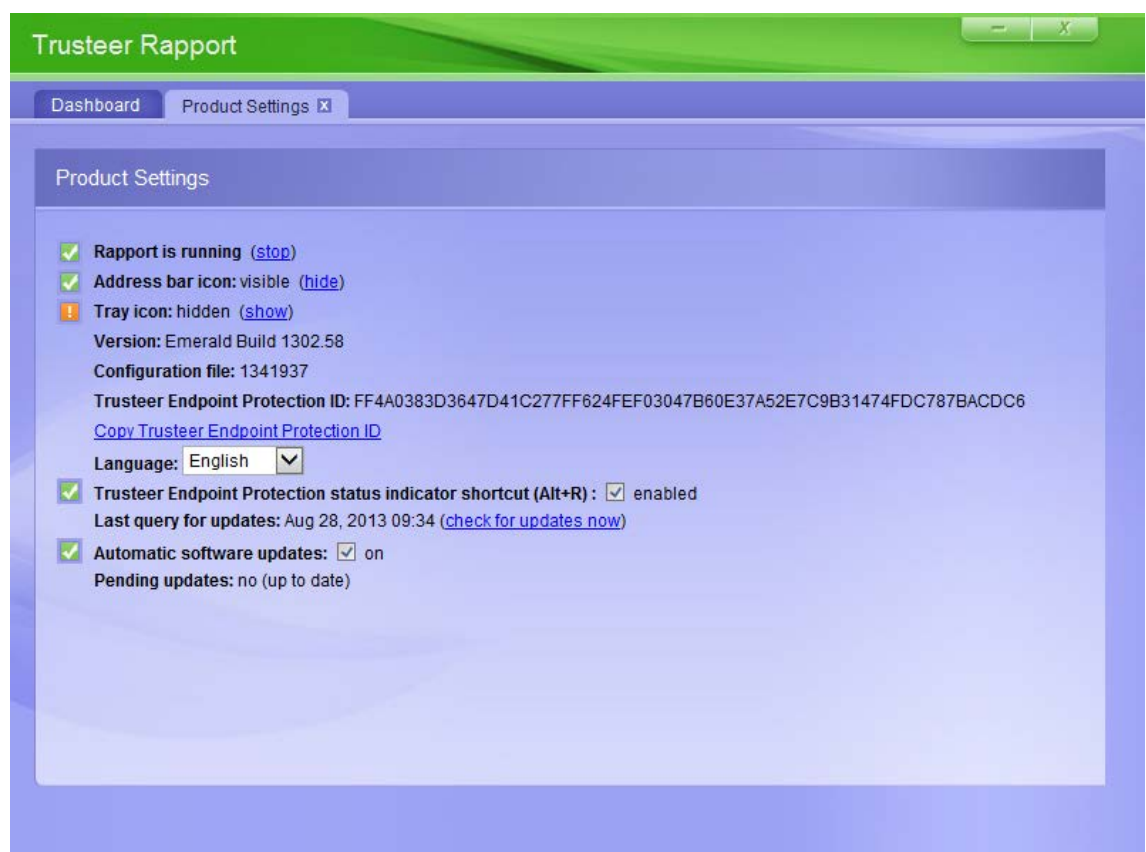 Trusteer Rapport
Dashboard
Product Settings
Product Settings
Rapport is running (stop)
Address bar icon: visible (hide)
Tray icon: hidden (show)
Version: Emerald Build 1302.58
Configuration file: 1341937
Trusteer Endpoint Protection ID: FF4A0383D3647D41C277FF624FEF03047B60E37A52E7C9B31474FDC787BACDC6
Copy Trusteer Endpoint Protection ID
Language: English
Trusteer Endpoint Protection status indicator shortcut (Alt+R) : enabled
Last query for updates: Aug 28, 2013 09:34 (check for updates now)
Automatic software updates: on
Pending updates: no (up to date)